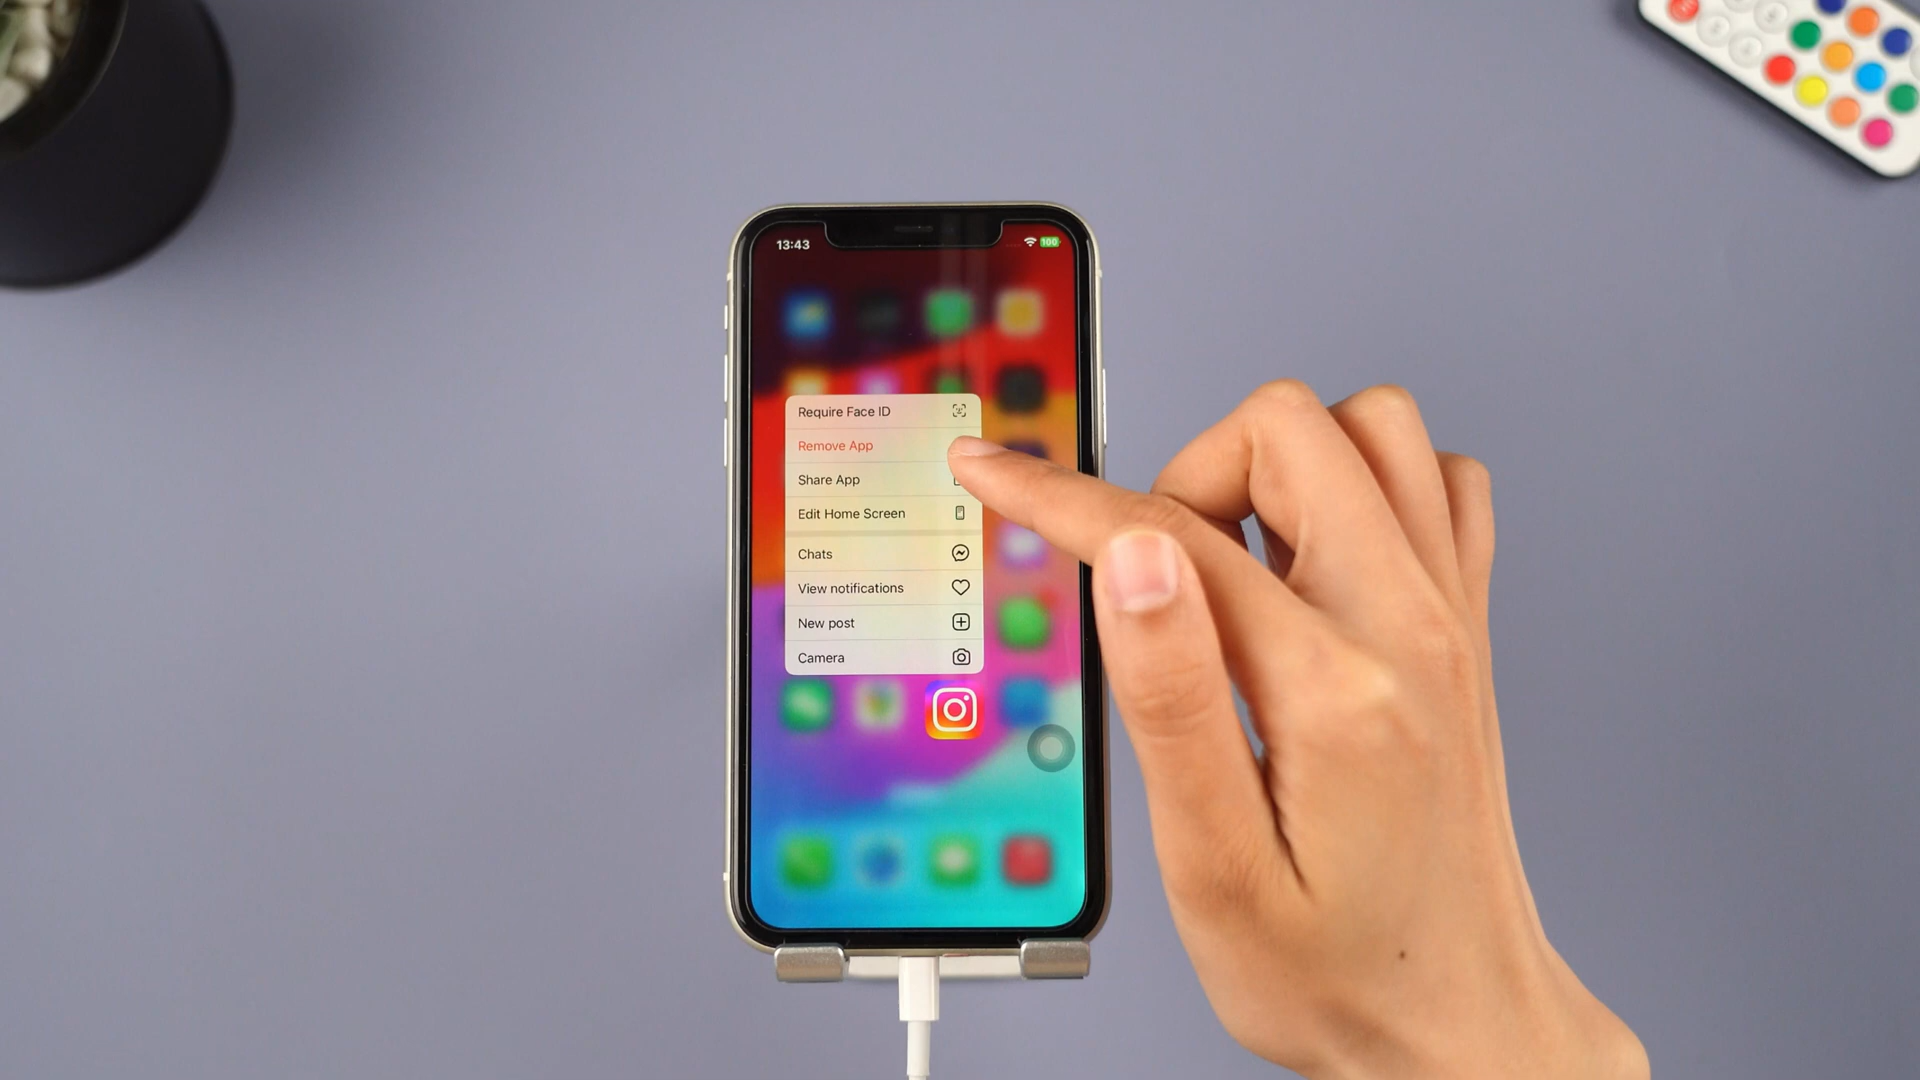 13:43
100
Require Face ID
Remove App
Share App
Edit Home Screen
Chats
View notifications
New post
Camera